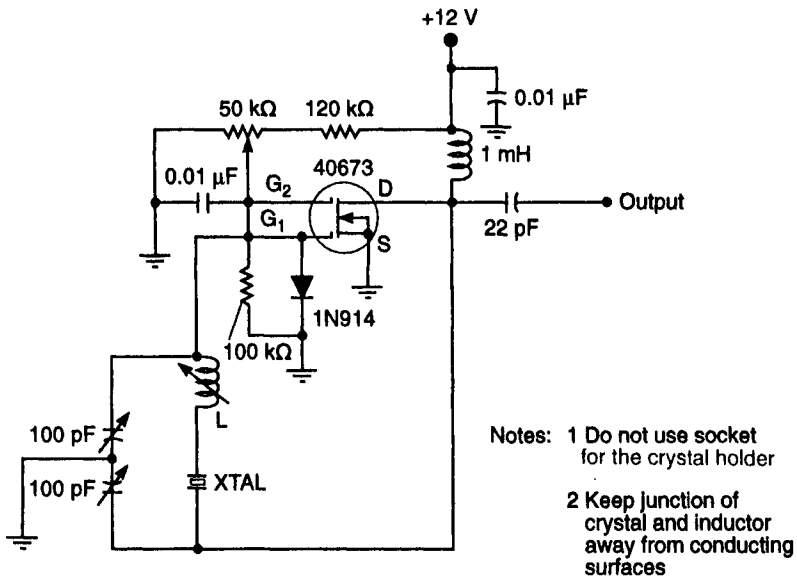 +12 V
0.01 µF
50 kΩ
120 kΩ
1 mH
40673
0.01 µF
G₂
D
Output
G₁
22 pF
S
1N914
100 kΩ
L
100 pF
100 pF
XTAL
Notes: 1 Do not use socket
for the crystal holder
2 Keep junction of
crystal and inductor
away from conducting
surfaces